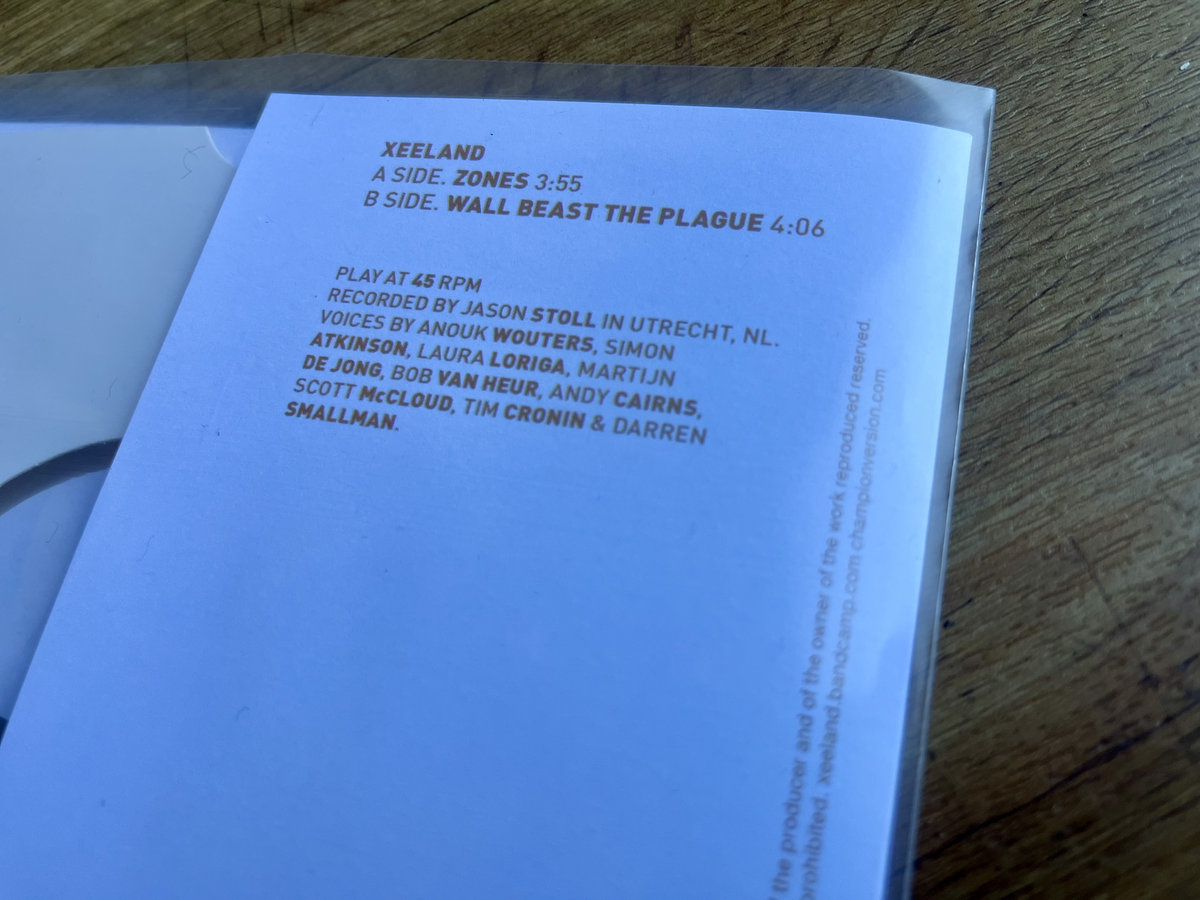 XEELAND
A SIDE. ZONES 3:55
B SIDE. WALL BEAST THE PLAGUE 4:06
PLAY AT 45 RPM
RECORDED BY JASON STOLL IN UTRECHT, NL.
VOICES BY ANOUK WOUTERS, SIMON
ATKINSON, LAURA LORIGA, MARTIJN
DE JONG, BOB VAN HEUR, ANDY CAIRNS,
SCOTT McCLOUD, TIM CRONIN & DARREN
SMALLMAN.
the producer and of the owner of the work reproduced reserved.
prohibited. xeeland.bandcamp.com championversion.com